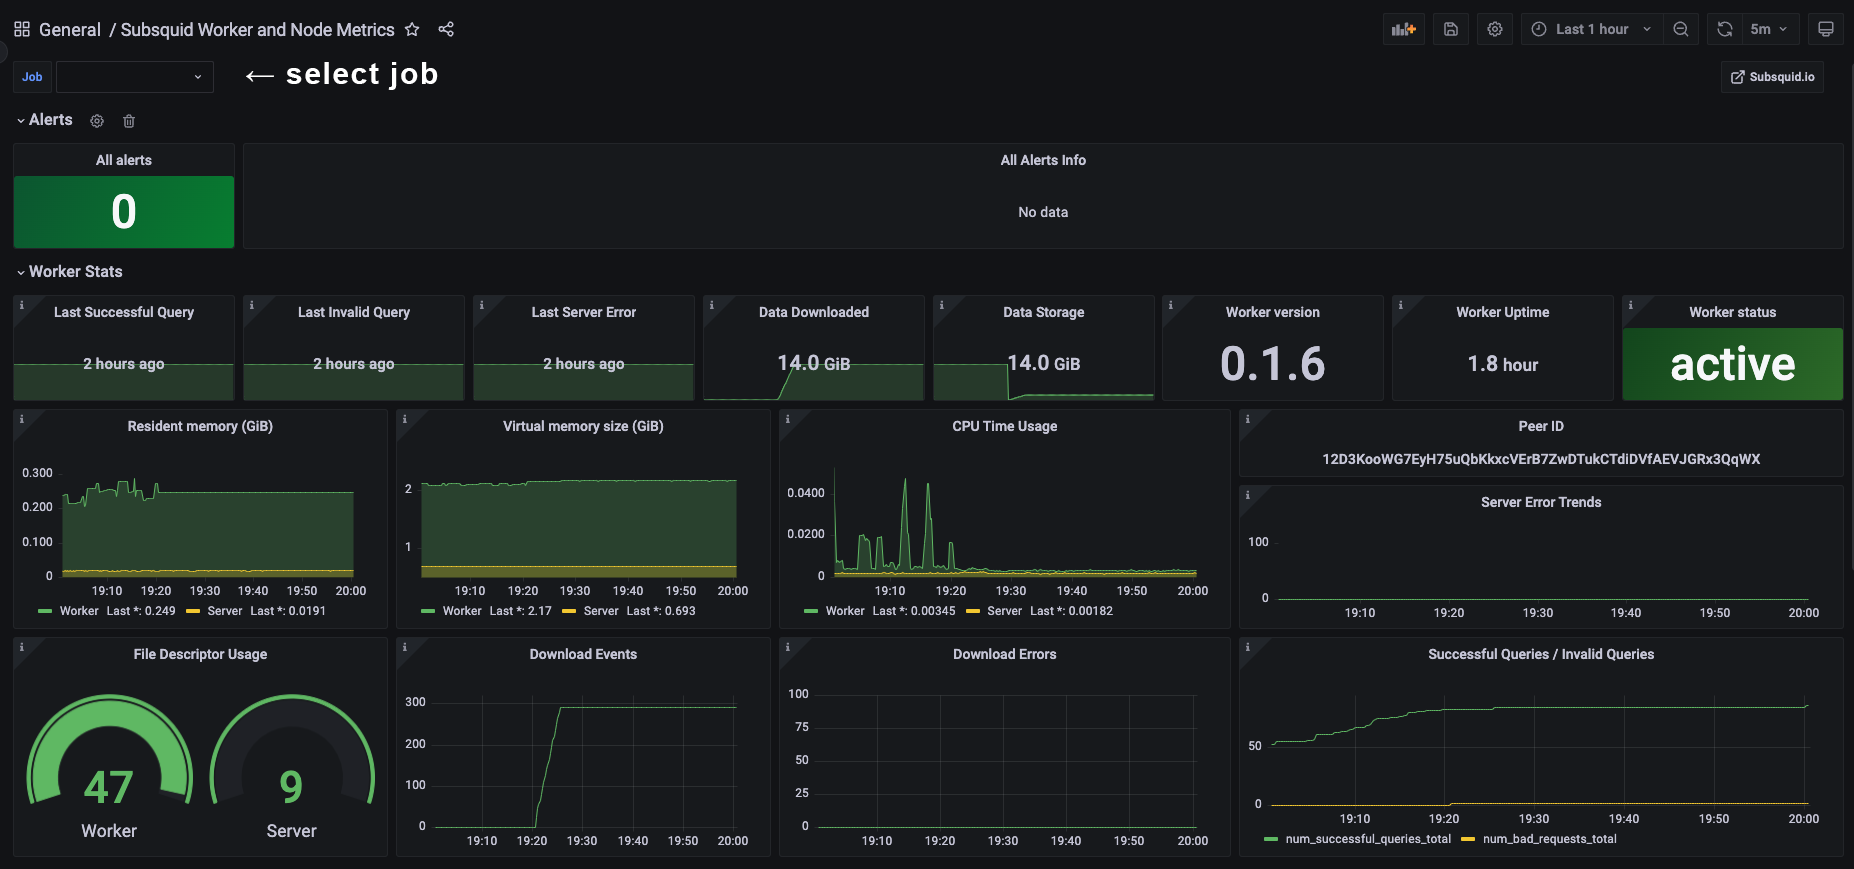 General / Subsquid Worker and Node Metrics
Last 1 hour
5m
Job
← select job
Subsquid.io
Alerts
All alerts
0
All Alerts Info
No data
Worker Stats
Last Successful Query
2 hours ago
Last Invalid Query
2 hours ago
Last Server Error
2 hours ago
Data Downloaded
14.0 GiB
Data Storage
14.0 GiB
Worker version
0.1.6
Worker Uptime
1.8 hour
Worker status
active
Resident memory (GiB)
0.300
0.200
0.100
0
19:10 19:20 19:30 19:40 19:50 20:00
Worker Last *: 0.249 Server Last *: 0.0191
Virtual memory size (GiB)
2
1
19:10 19:20 19:30 19:40 19:50 20:00
Worker Last *: 2.17 Server Last *: 0.693
CPU Time Usage
0.0400
0.0200
0
19:10 19:20 19:30 19:40 19:50 20:00
Worker Last *: 0.00345 Server Last *: 0.00182
Peer ID
12D3KooWG7EyH75uQbKkxcVErB7ZwDTukCTdiDVfAEVJGRx3QqWX
Server Error Trends
100
0
19:10 19:20 19:30 19:40 19:50 20:00
File Descriptor Usage
47
Worker
9
Server
Download Events
300
200
100
0
19:10 19:20 19:30 19:40 19:50 20:00
Download Errors
100
75
50
25
0
19:10 19:20 19:30 19:40 19:50 20:00
Successful Queries / Invalid Queries
50
0
19:10 19:20 19:30 19:40 19:50 20:00
num_successful_queries_total num_bad_requests_total